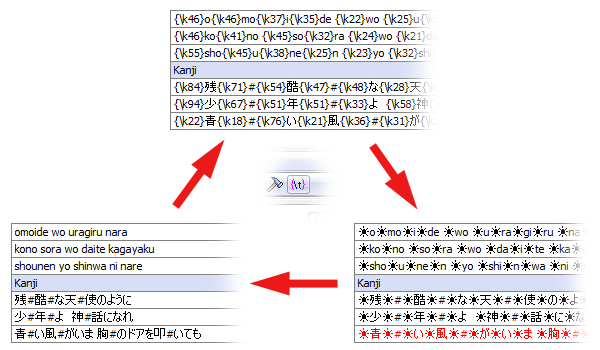 {\k46}o{\k46}mo{\k37}i{\k35}de {\k22}wo {\k25}u{
{\k46}ko{\k41}no {\k45}so{\k32}ra {\k24}wo {\k21}da
{\k55}sho{\k45}u{\k38}ne{\k25}n {\k23}yo {\k32}shi
Kanji
{\k84}残{\k71}#{\k54}酷{\k47}#{\k48}な{\k28}天
{\k94}少{\k67}#{\k51}年{\k51}#{\k33}よ　{\k58}神
{\k22}青{\k18}#{\k76}い{\k21}風{\k36}#{\k31}が{
{\t}
omoide wo uragiru nara
kono sora wo daite kagayaku
shounen yo shinwa ni nare
Kanji
残#酷#な天#使のように
少#年#よ　神#話になれ
青#い風#がいま 胸#のドアを叩#いても
☀o☀mo☀i☀de ☀wo ☀u☀ra☀gi☀ru ☀na
☀ko☀no ☀so☀ra ☀wo ☀da☀i☀te ☀ka
☀sho☀u☀ne☀n ☀yo ☀shi☀n☀wa ☀ni
Kanji
☀残☀#☀酷☀#☀な☀天☀#☀使☀の☀よ
☀少☀#☀年☀#☀よ　☀神☀#☀話☀に☀な
☀青☀#☀い☀風☀#☀が☀い☀ま ☀胸☀#